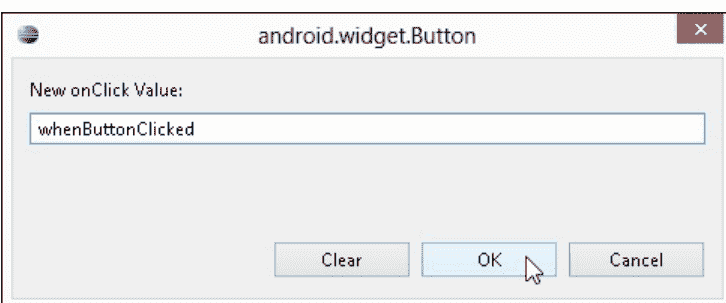 android.widget.Button
New onClick Value:
whenButtonClicked
Clear OK Cancel